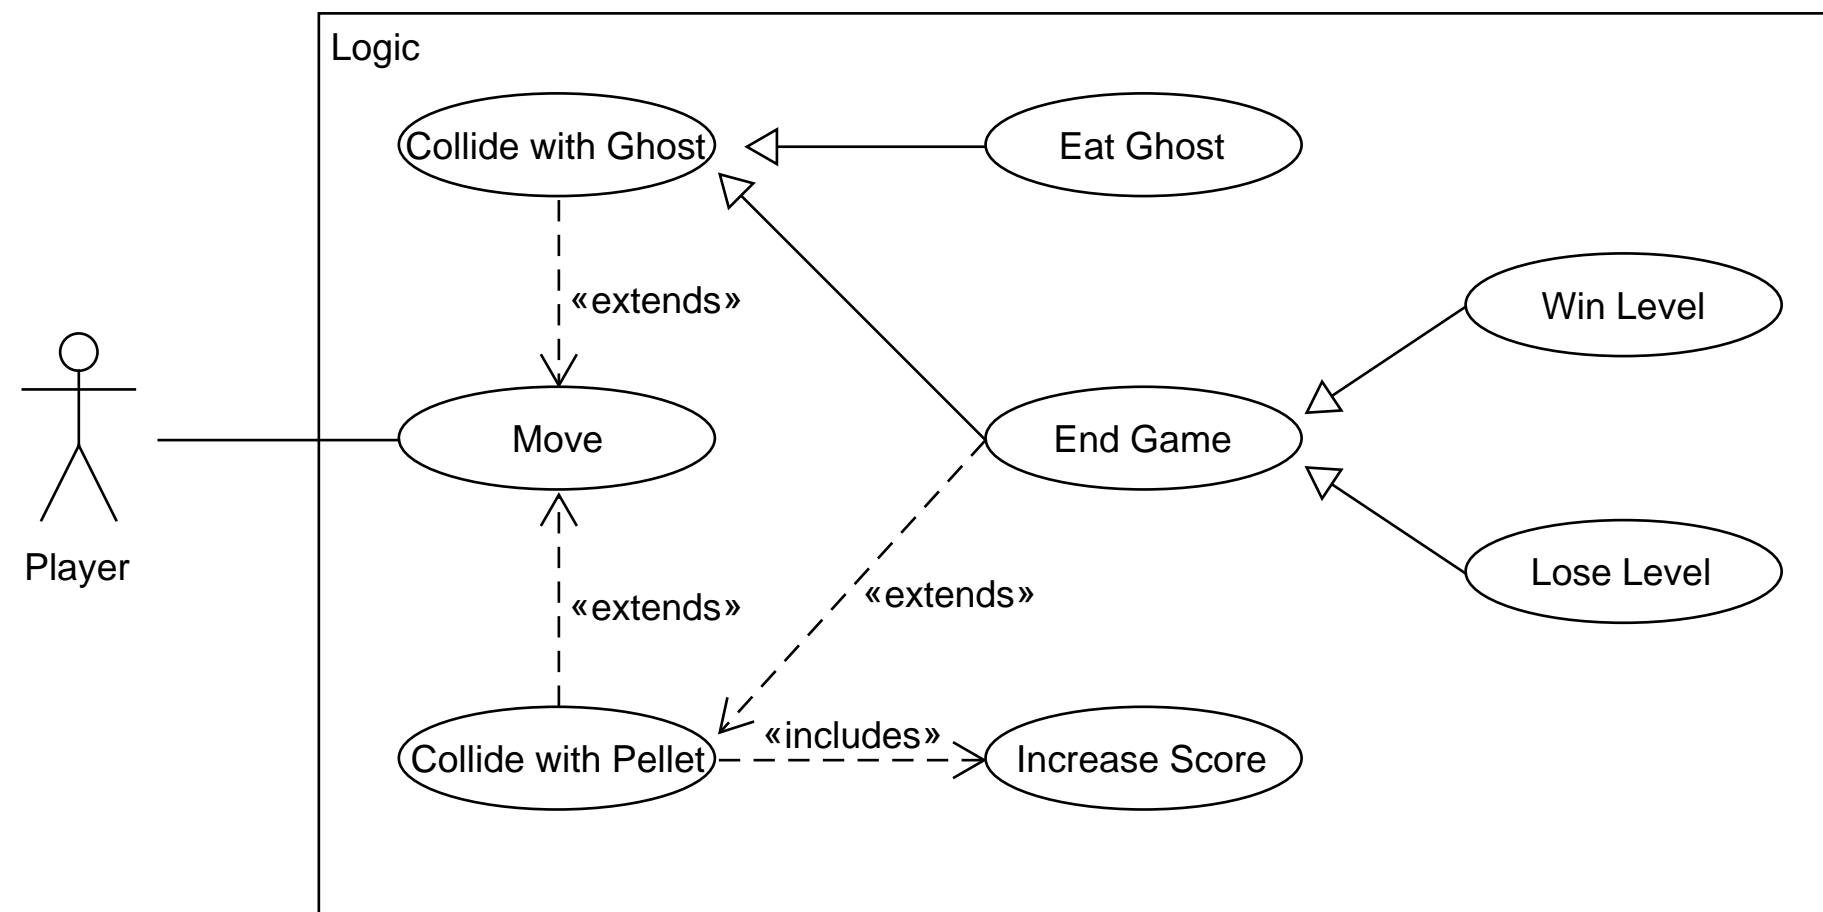 Logic
Collide with Ghost
Eat Ghost
«extends»
Win Level
Move
End Game
Player
«extends»
«extends»
Lose Level
Collide with Pellet
«includes»
Increase Score